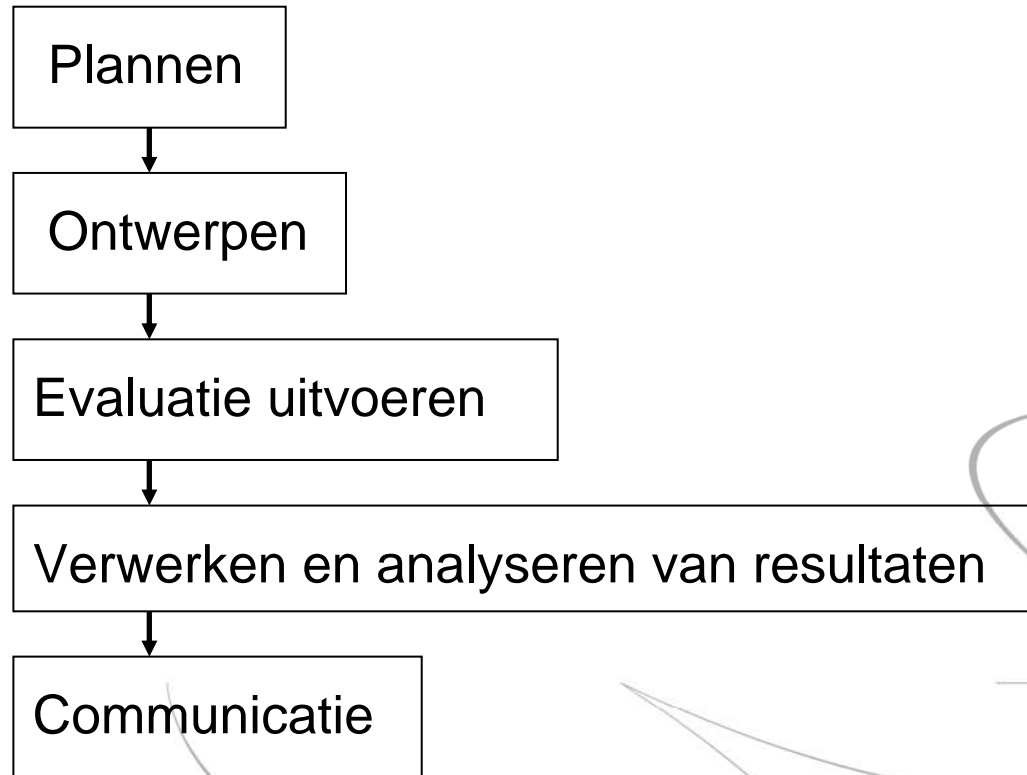 Plannen
Ontwerpen
Evaluatie uitvoeren
Verwerken en analyseren van resultaten
Communicatie